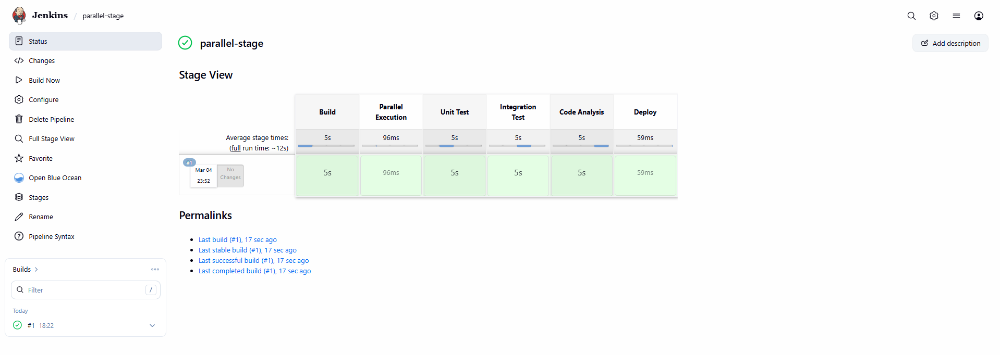 Jenkins / parallel-stage
Status
Changes
Build Now
Configure
Delete Pipeline
Full Stage View
Favorite
Open Blue Ocean
Stages
Rename
Pipeline Syntax
Builds
Filter /
Today
#1 18:22
parallel-stage
Add description
Stage View
Build
Parallel
Execution
Unit Test
Integration
Test
Code Analysis
Deploy
Average stage times:
(full run time: ~12s)
5s 96ms 5s 5s 5s 59ms
#1
Mar 04
23:52
No
Changes
5s 96ms 5s 5s 5s 59ms
Permalinks
Last build (#1), 17 sec ago
Last stable build (#1), 17 sec ago
Last successful build (#1), 17 sec ago
Last completed build (#1), 17 sec ago